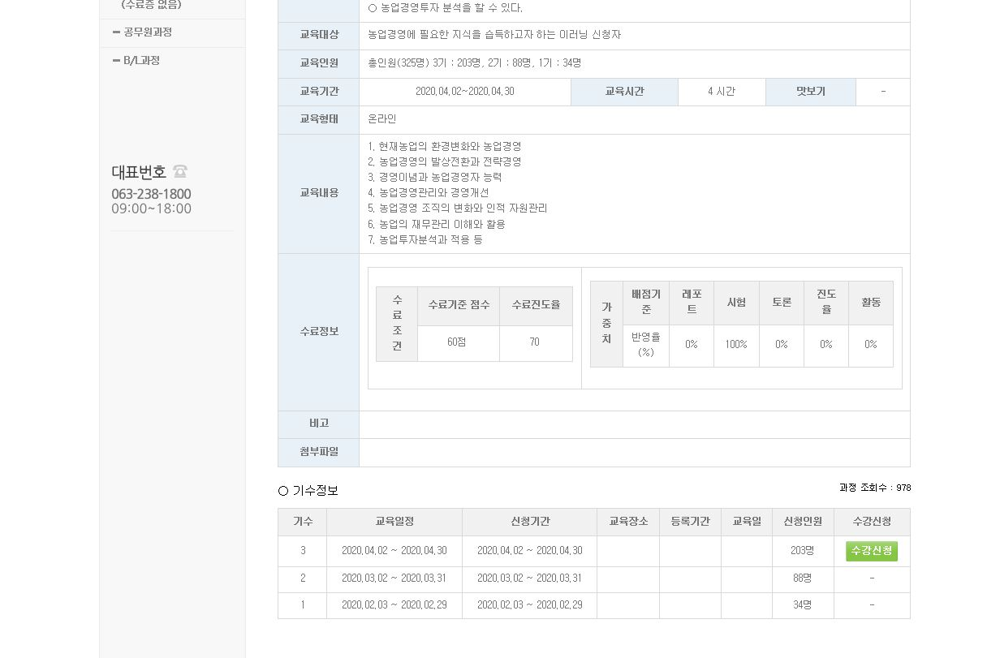 (수료증 없음)
━ 공무원과정
━ B/L과정
대표번호 ☎
063-238-1800
09:00~18:00
○ 농업경영투자 분석을 할 수 있다.
교육대상 농업경영에 필요한 지식을 습득하고자 하는 이러닝 신청자
교육인원 총인원(325명) 3기 : 203명, 2기 : 88명, 1기 : 34명
교육기간 2020.04.02~2020.04.30 교육시간 4 시간 맛보기 -
교육형태 온라인
교육내용
1. 현재농업의 환경변화와 농업경영
2. 농업경영의 발상전환과 전략경영
3. 경영이념과 농업경영자 능력
4. 농업경영관리와 경영개선
5. 농업경영 조직의 변화와 인적 자원관리
6. 농업의 재무관리 이해와 활용
7. 농업투자분석과 적용 등
수료정보
수료조건 수료기준 점수 수료진도율
60점 70
가중치 배점기준 레포트 시험 토론 진도율 활동
반영율(%) 0% 100% 0% 0% 0%
비고
첨부파일
○ 기수정보 과정 조회수 : 978
기수 교육일정 신청기간 교육장소 등록기간 교육일 신청인원 수강신청
3 2020.04.02 ~ 2020.04.30 2020.04.02 ~ 2020.04.30 203명 수강신청
2 2020.03.02 ~ 2020.03.31 2020.03.02 ~ 2020.03.31 88명 -
1 2020.02.03 ~ 2020.02.29 2020.02.03 ~ 2020.02.29 34명 -